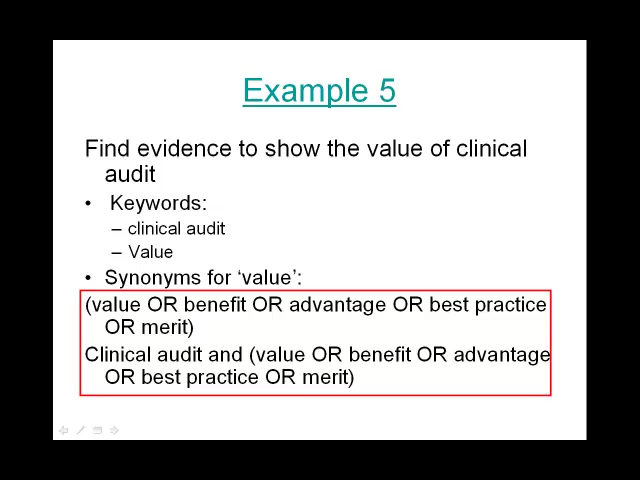 Example 5
Find evidence to show the value of clinical
audit
• Keywords:
– clinical audit
– Value
• Synonyms for ‘value’:
(value OR benefit OR advantage OR best practice
OR merit)
Clinical audit and (value OR benefit OR advantage
OR best practice OR merit)